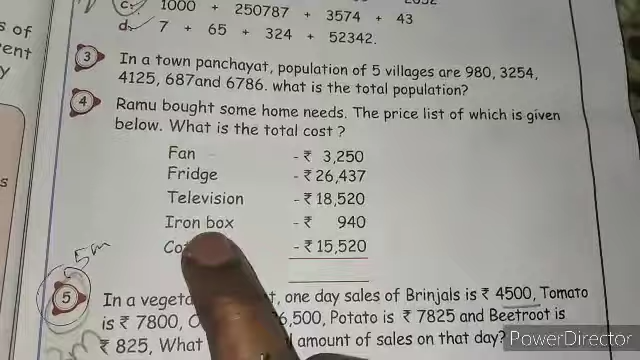 c. 1000 + 250787 + 3574 + 43
d. 7 + 65 + 324 + 52342.
s of
ent
y
3 In a town panchayat, population of 5 villages are 980, 3254,
4125, 687and 6786. what is the total population?
4 Ramu bought some home needs. The price list of which is given
below. What is the total cost ?
Fan - ₹ 3,250
Fridge - ₹ 26,437
Television - ₹ 18,520
Iron box - ₹ 940
- ₹ 15,520
s
5m
5 In a , one day sales of Brinjals is ₹ 4500, Tomato
is ₹ 7800, 6,500, Potato is ₹ 7825 and Beetroot is
₹ 825, What amount of sales on that day?
PowerDirector